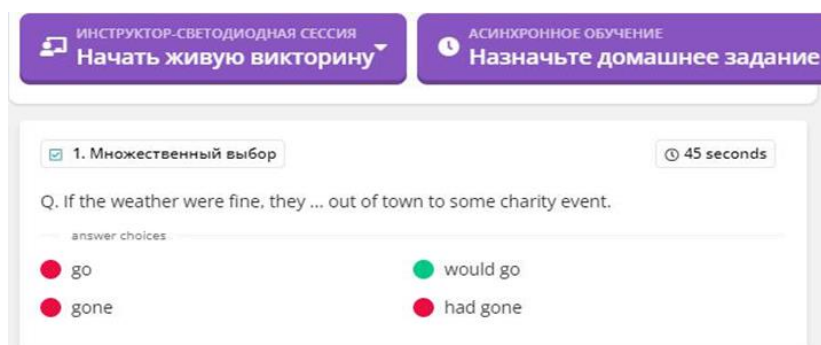 ИНСТРУКТОР-СВЕТОДИОДНАЯ СЕССИЯ
Начать живую викторину
АСИНХРОННОЕ ОБУЧЕНИЕ
Назначьте домашнее задание
1. Множественный выбор
45 seconds
Q. If the weather were fine, they ... out of town to some charity event.
answer choices
go
would go
gone
had gone